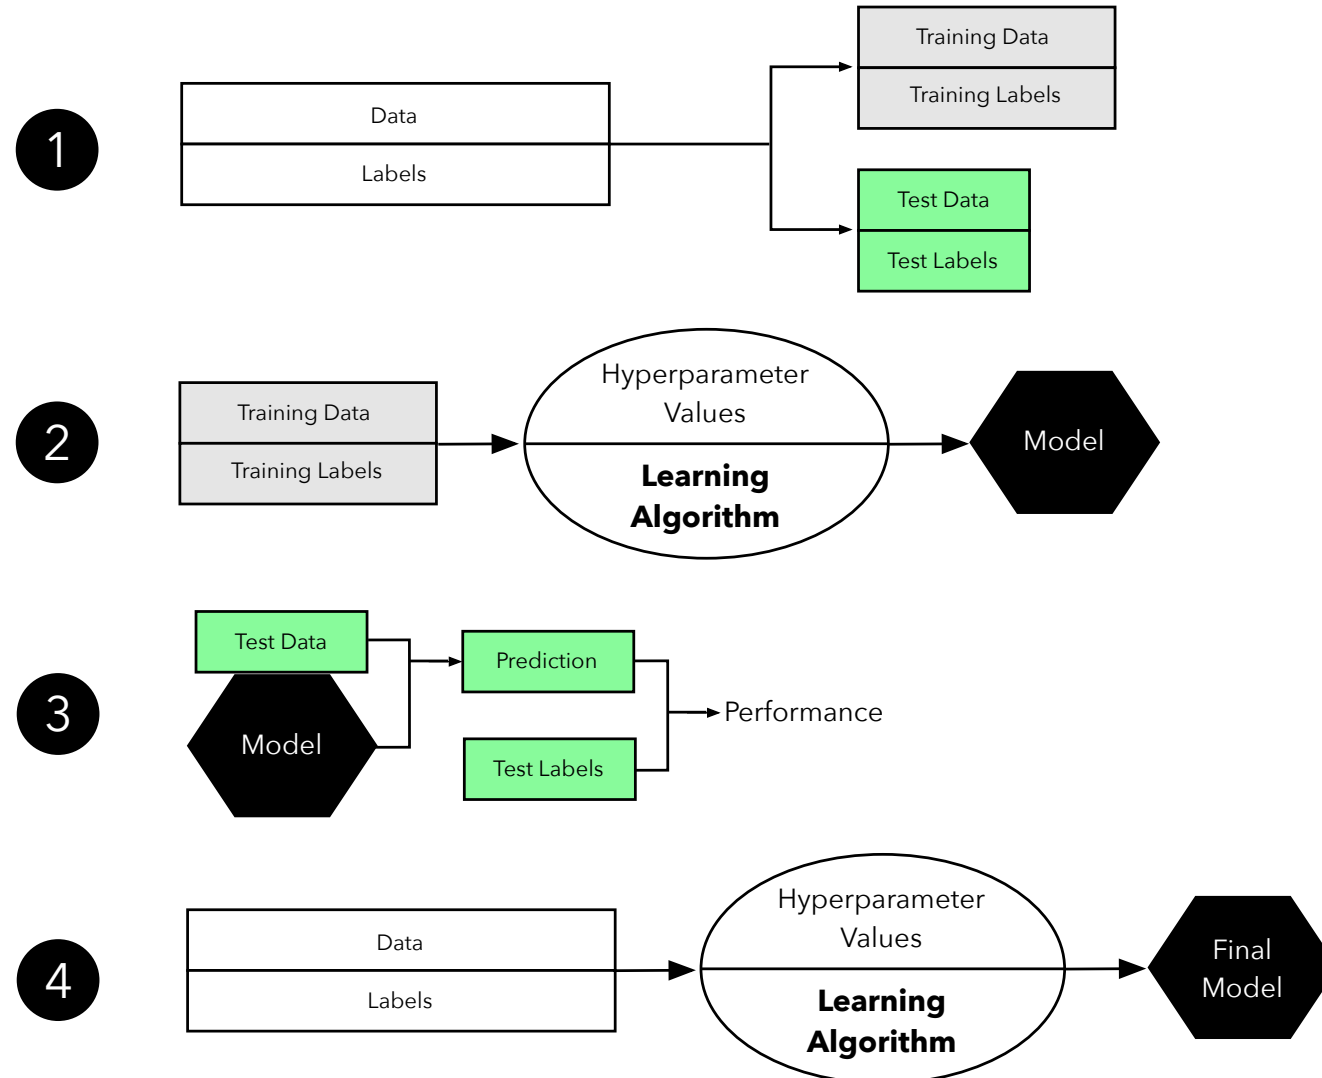 1
Data
Labels
Training Data
Training Labels
Test Data
Test Labels
2
Training Data
Training Labels
Hyperparameter
Values
Learning
Algorithm
Model
3
Test Data
Model
Prediction
Test Labels
Performance
4
Data
Labels
Hyperparameter
Values
Learning
Algorithm
Final
Model